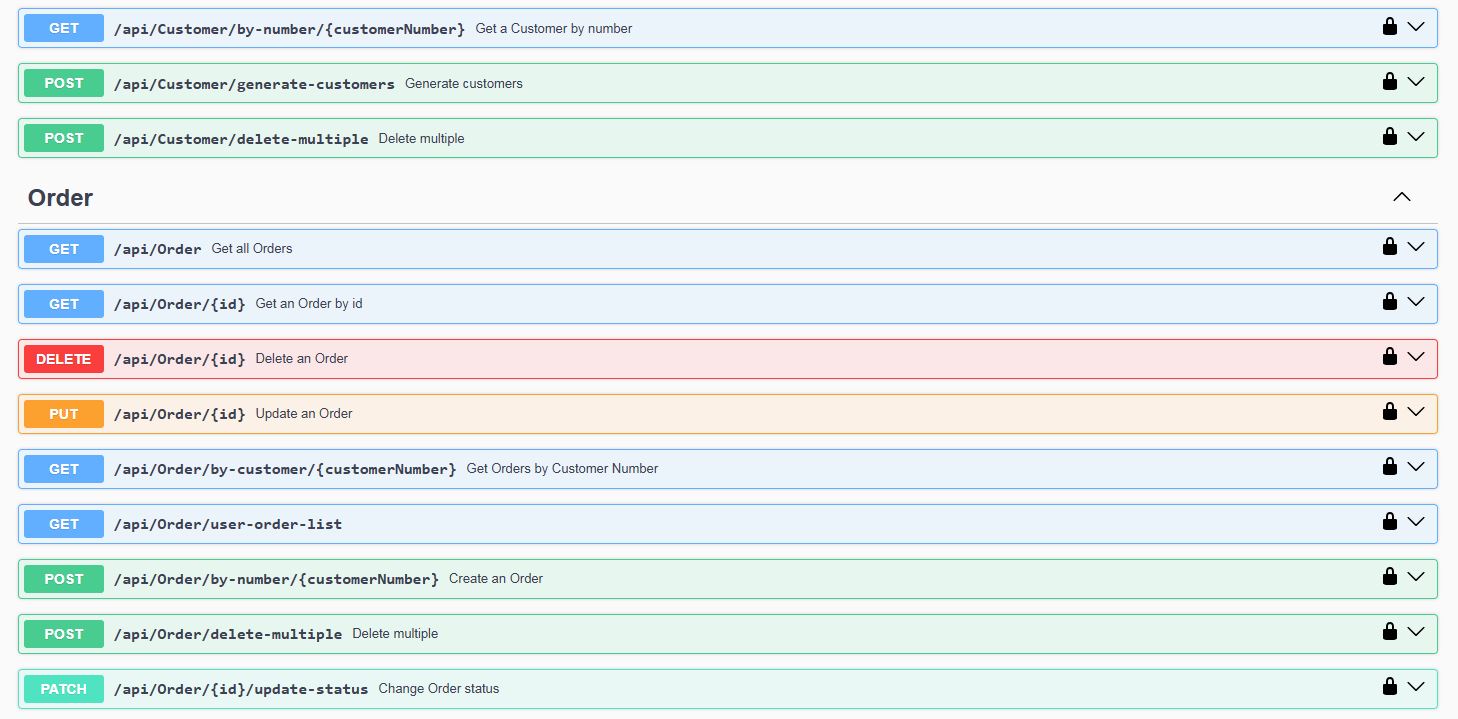 GET /api/Customer/by-number/{customerNumber} Get a Customer by number
POST /api/Customer/generate-customers Generate customers
POST /api/Customer/delete-multiple Delete multiple
Order
GET /api/Order Get all Orders
GET /api/Order/{id} Get an Order by id
DELETE /api/Order/{id} Delete an Order
PUT /api/Order/{id} Update an Order
GET /api/Order/by-customer/{customerNumber} Get Orders by Customer Number
GET /api/Order/user-order-list
POST /api/Order/by-number/{customerNumber} Create an Order
POST /api/Order/delete-multiple Delete multiple
PATCH /api/Order/{id}/update-status Change Order status